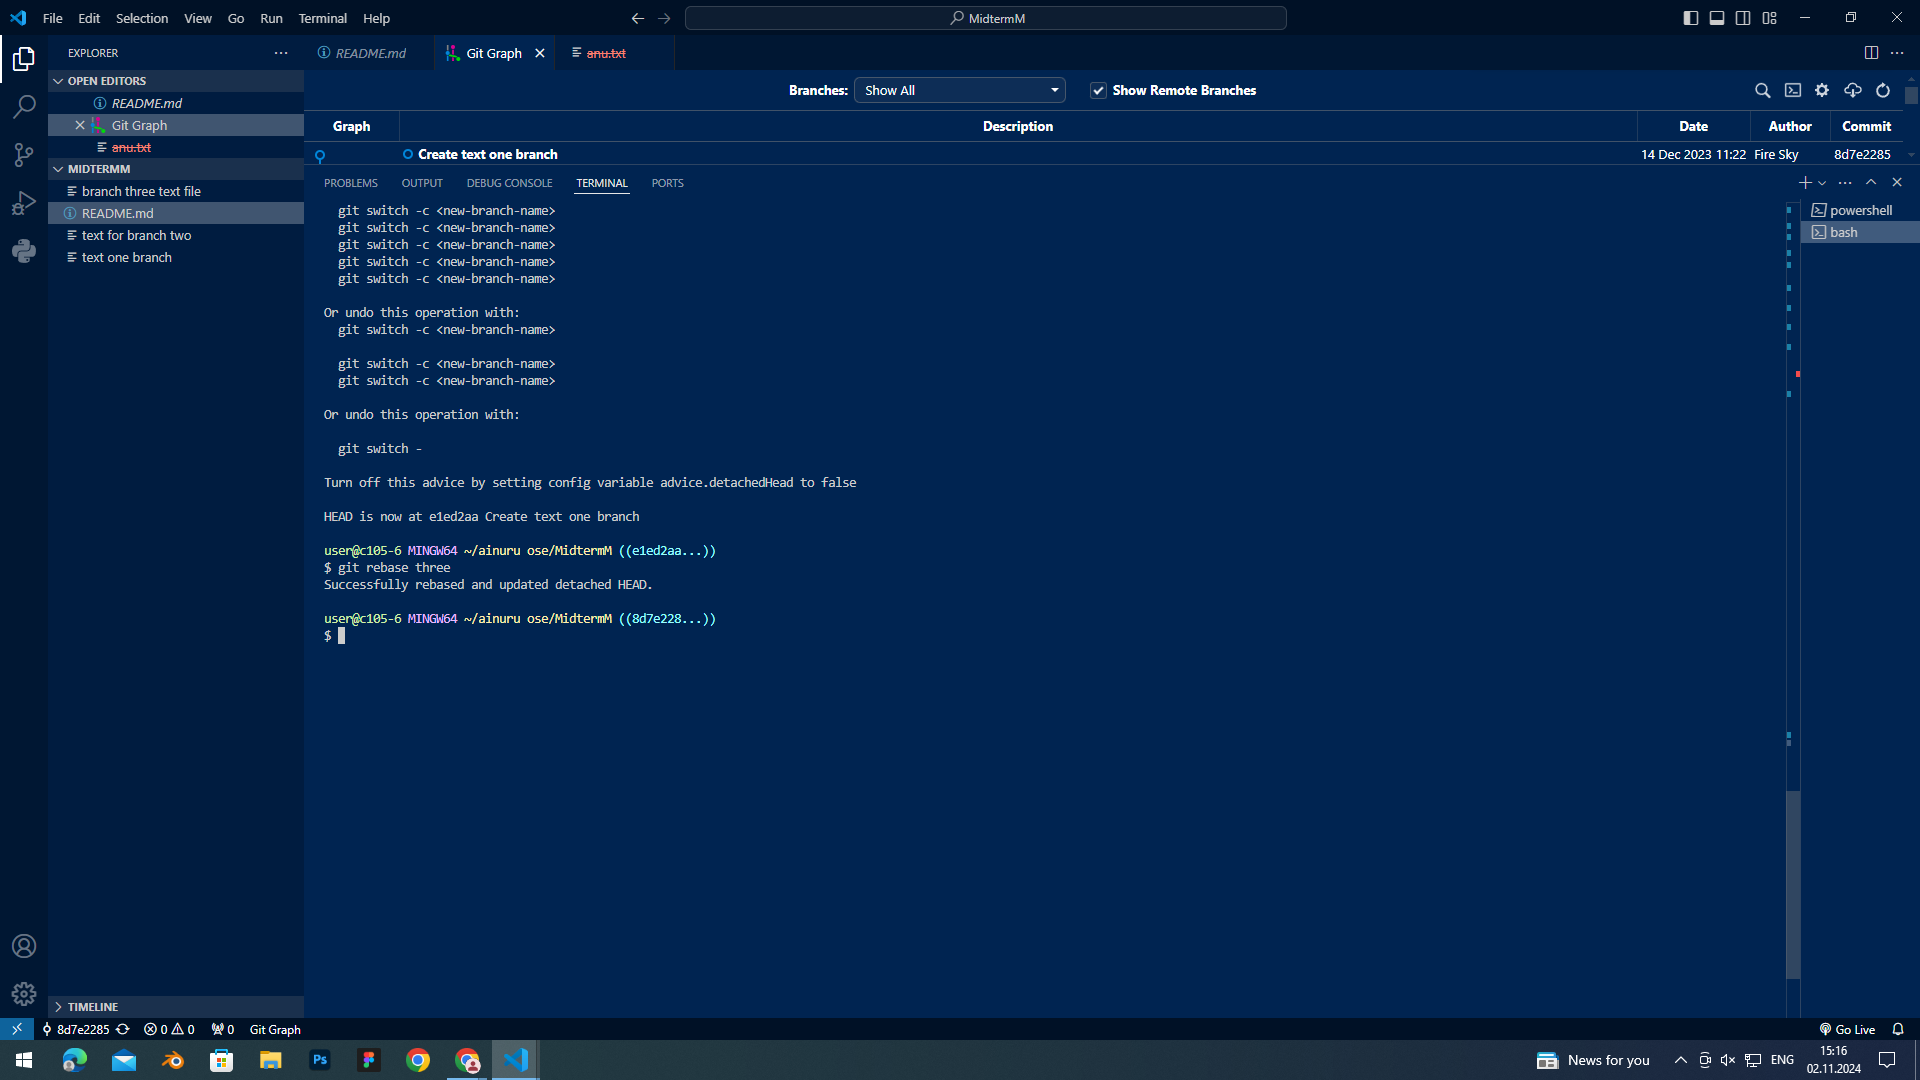 File Edit Selection View Go Run Terminal Help
MidtermM
EXPLORER
README.md
Git Graph
anu.txt
OPEN EDITORS
README.md
Git Graph
anu.txt
MIDTERMM
branch three text file
README.md
text for branch two
text one branch
TIMELINE
Branches: Show All
Show Remote Branches
Graph Description Date Author Commit
Create text one branch 14 Dec 2023 11:22 Fire Sky 8d7e2285
PROBLEMS OUTPUT DEBUG CONSOLE TERMINAL PORTS
powershell
bash
git switch -c <new-branch-name>
git switch -c <new-branch-name>
git switch -c <new-branch-name>
git switch -c <new-branch-name>
git switch -c <new-branch-name>
Or undo this operation with:
git switch -c <new-branch-name>
git switch -c <new-branch-name>
git switch -c <new-branch-name>
Or undo this operation with:
git switch -
Turn off this advice by setting config variable advice.detachedHead to false
HEAD is now at e1ed2aa Create text one branch
user@c105-6 MINGW64 ~/ainuru ose/MidtermM ((e1ed2aa...))
$ git rebase three
Successfully rebased and updated detached HEAD.
user@c105-6 MINGW64 ~/ainuru ose/MidtermM ((8d7e228...))
$
8d7e2285 0 0 0 Git Graph
Go Live
Ps
News for you
ENG
15:16
02.11.2024